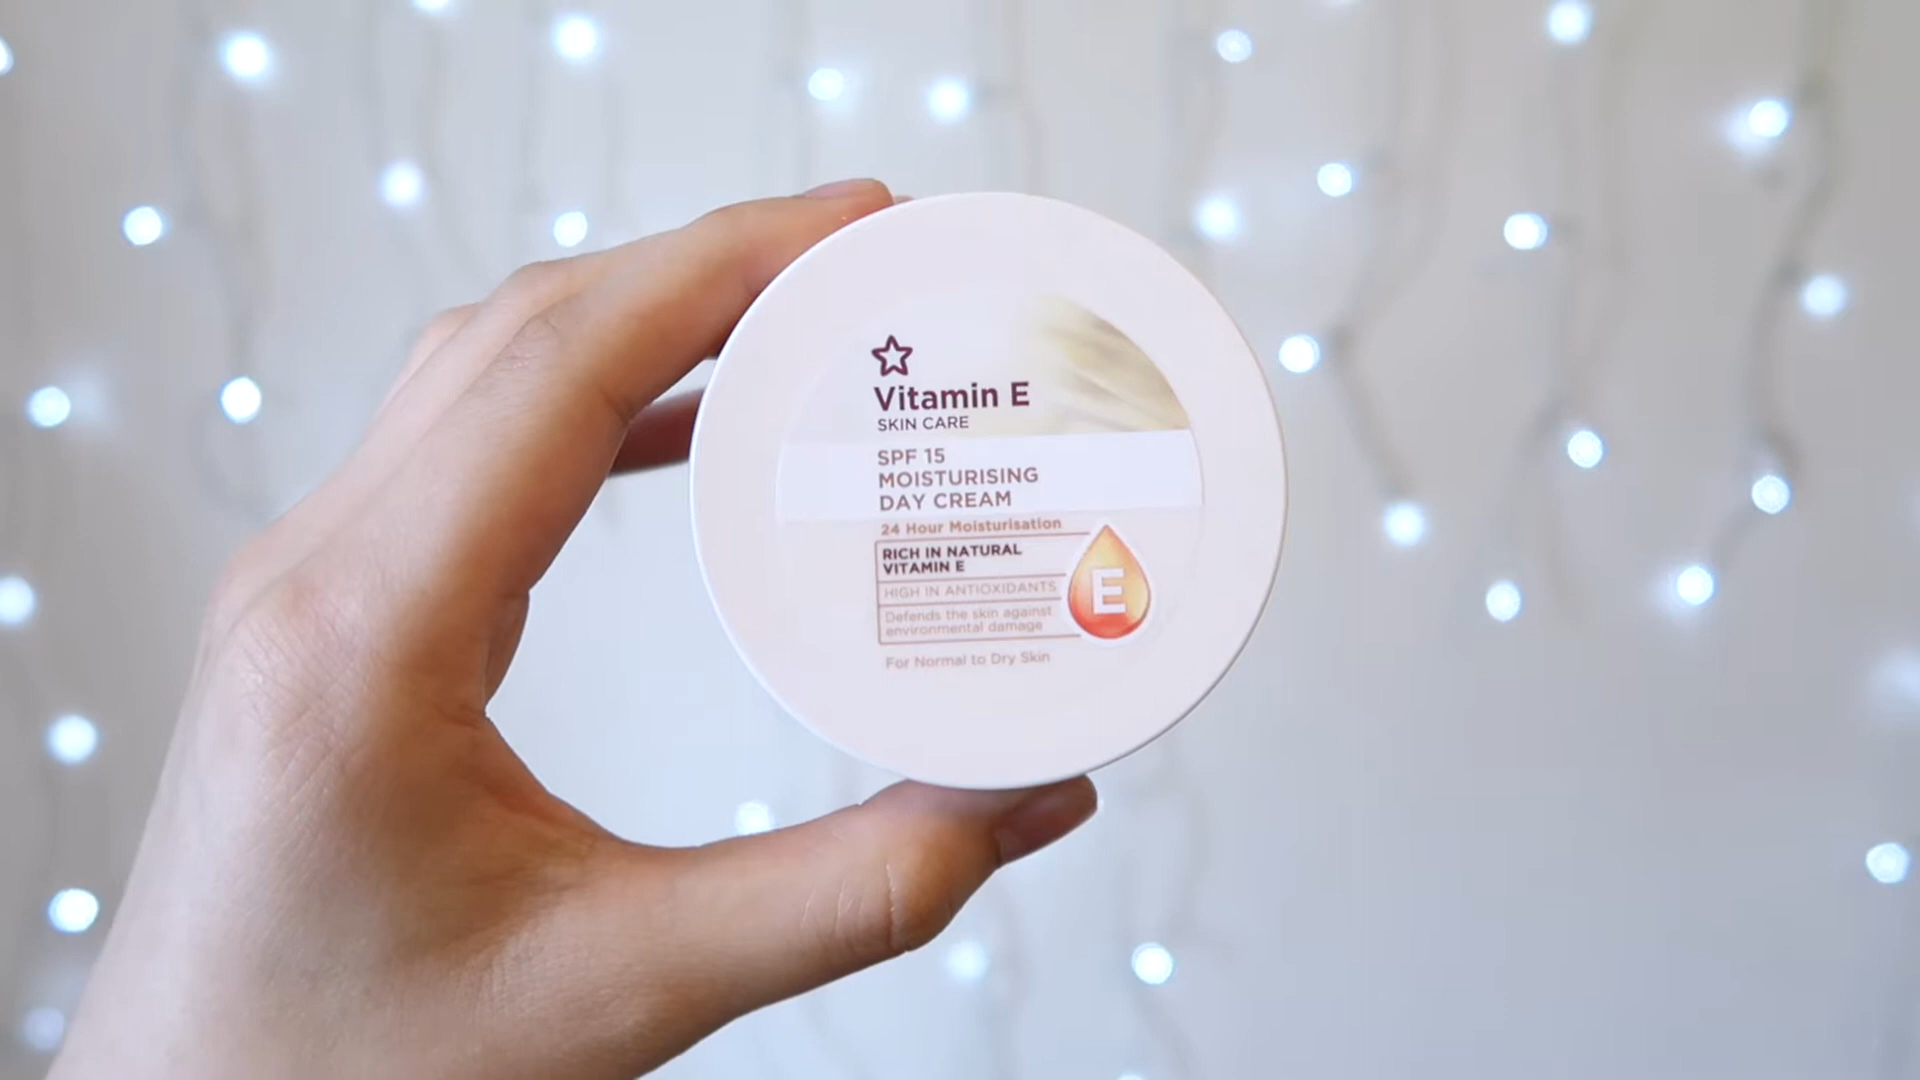 Vitamin E
SKIN CARE
SPF 15
MOISTURISING
DAY CREAM
24 Hour Moisturisation
RICH IN NATURAL
VITAMIN E
HIGH IN ANTIOXIDANTS
Defends the skin against
environmental damage
E
For Normal to Dry Skin